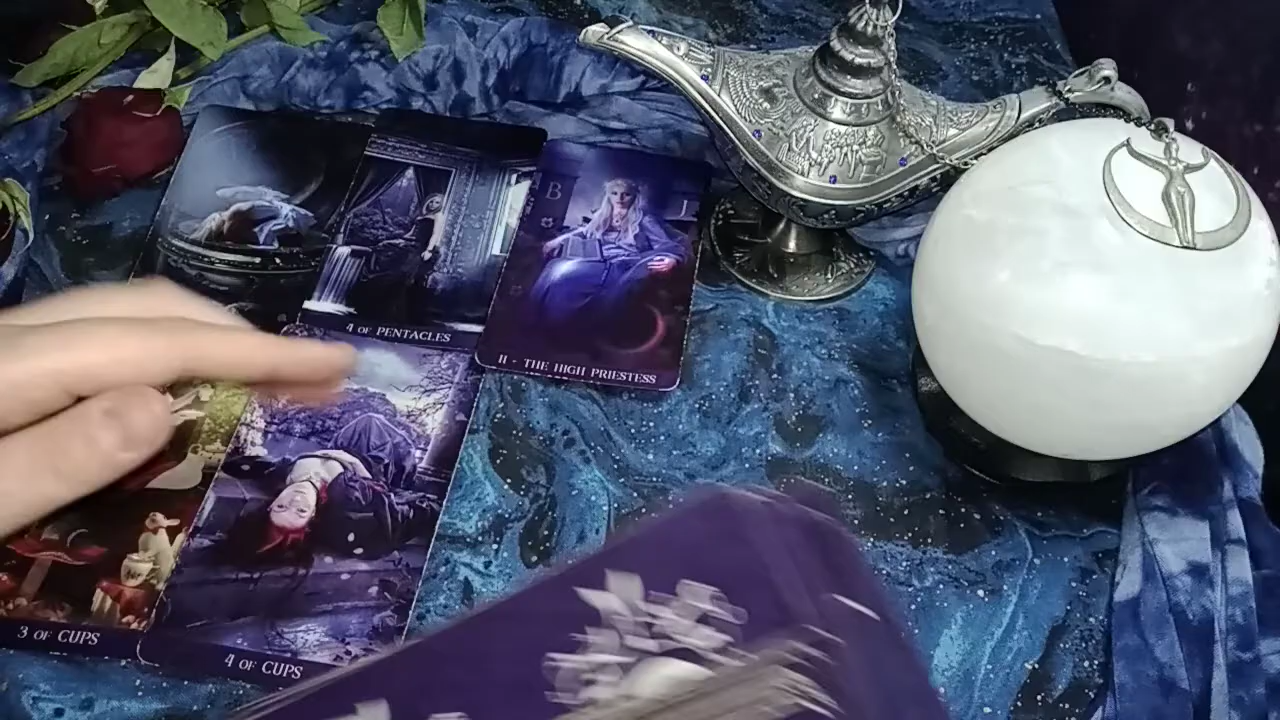 B
J
4 OF PENTACLES
II - THE HIGH PRIESTESS
3 OF CUPS
4 OF CUPS